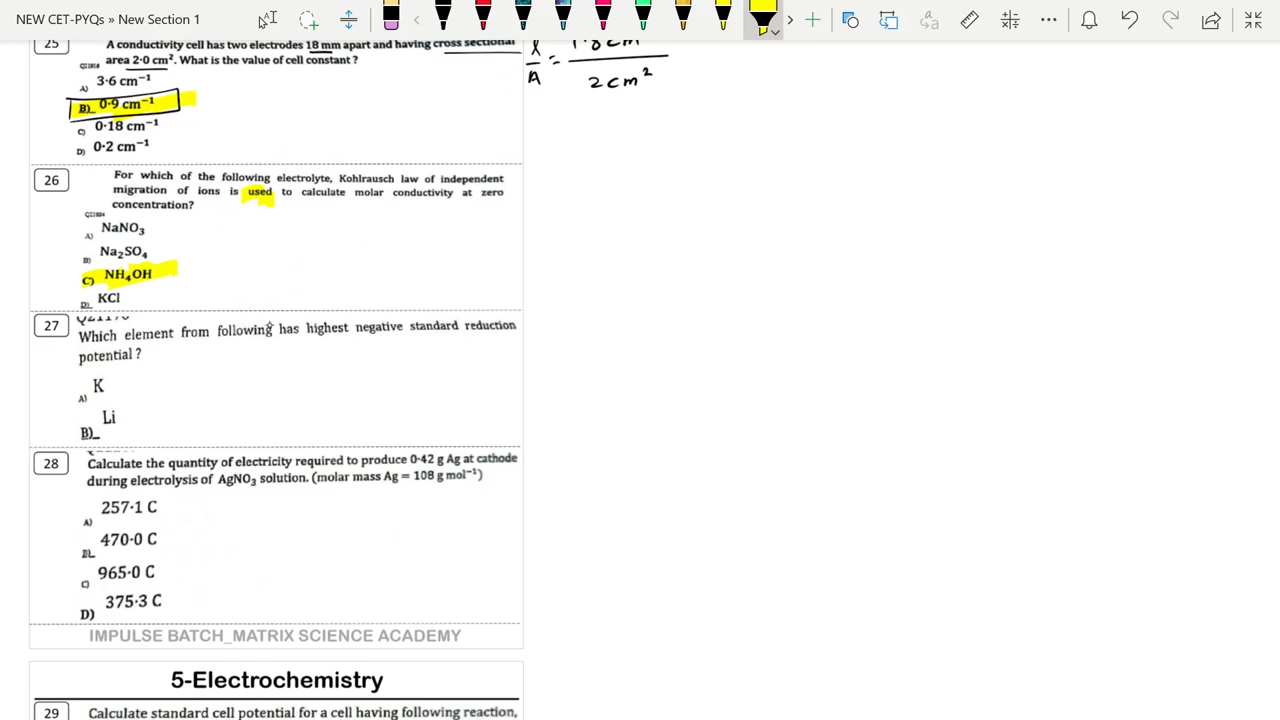 NEW CET-PYQs » New Section 1
25
A conductivity cell has two electrodes 18 mm apart and having cross sectional
area 2·0 cm². What is the value of cell constant ?
A) 3·6 cm⁻¹
B) 0·9 cm⁻¹
C) 0·18 cm⁻¹
D) 0·2 cm⁻¹
l/A = 1.8 cm / 2 cm²
26
For which of the following electrolyte, Kohlrausch law of independent
migration of ions is used to calculate molar conductivity at zero
concentration?
A) NaNO₃
B) Na₂SO₄
C) NH₄OH
D) KCl
27
Which element from following has highest negative standard reduction
potential ?
A) K
B) Li
28
Calculate the quantity of electricity required to produce 0·42 g Ag at cathode
during electrolysis of AgNO₃ solution. (molar mass Ag = 108 g mol⁻¹)
A) 257·1 C
470·0 C
C) 965·0 C
D) 375·3 C
IMPULSE BATCH_MATRIX SCIENCE ACADEMY
5-Electrochemistry
29
Calculate standard cell potential for a cell having following reaction,